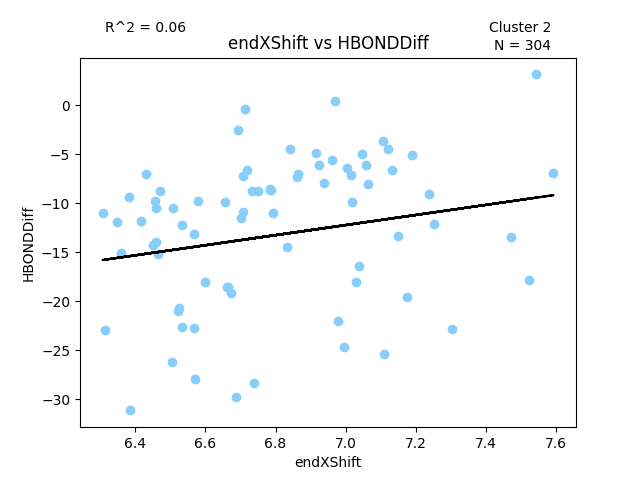 R^2 = 0.06
Cluster 2
N = 304
endXShift vs HBONDDiff
HBONDDiff
0
−5
−10
−15
−20
−25
−30
6.4 6.6 6.8 7.0 7.2 7.4 7.6
endXShift